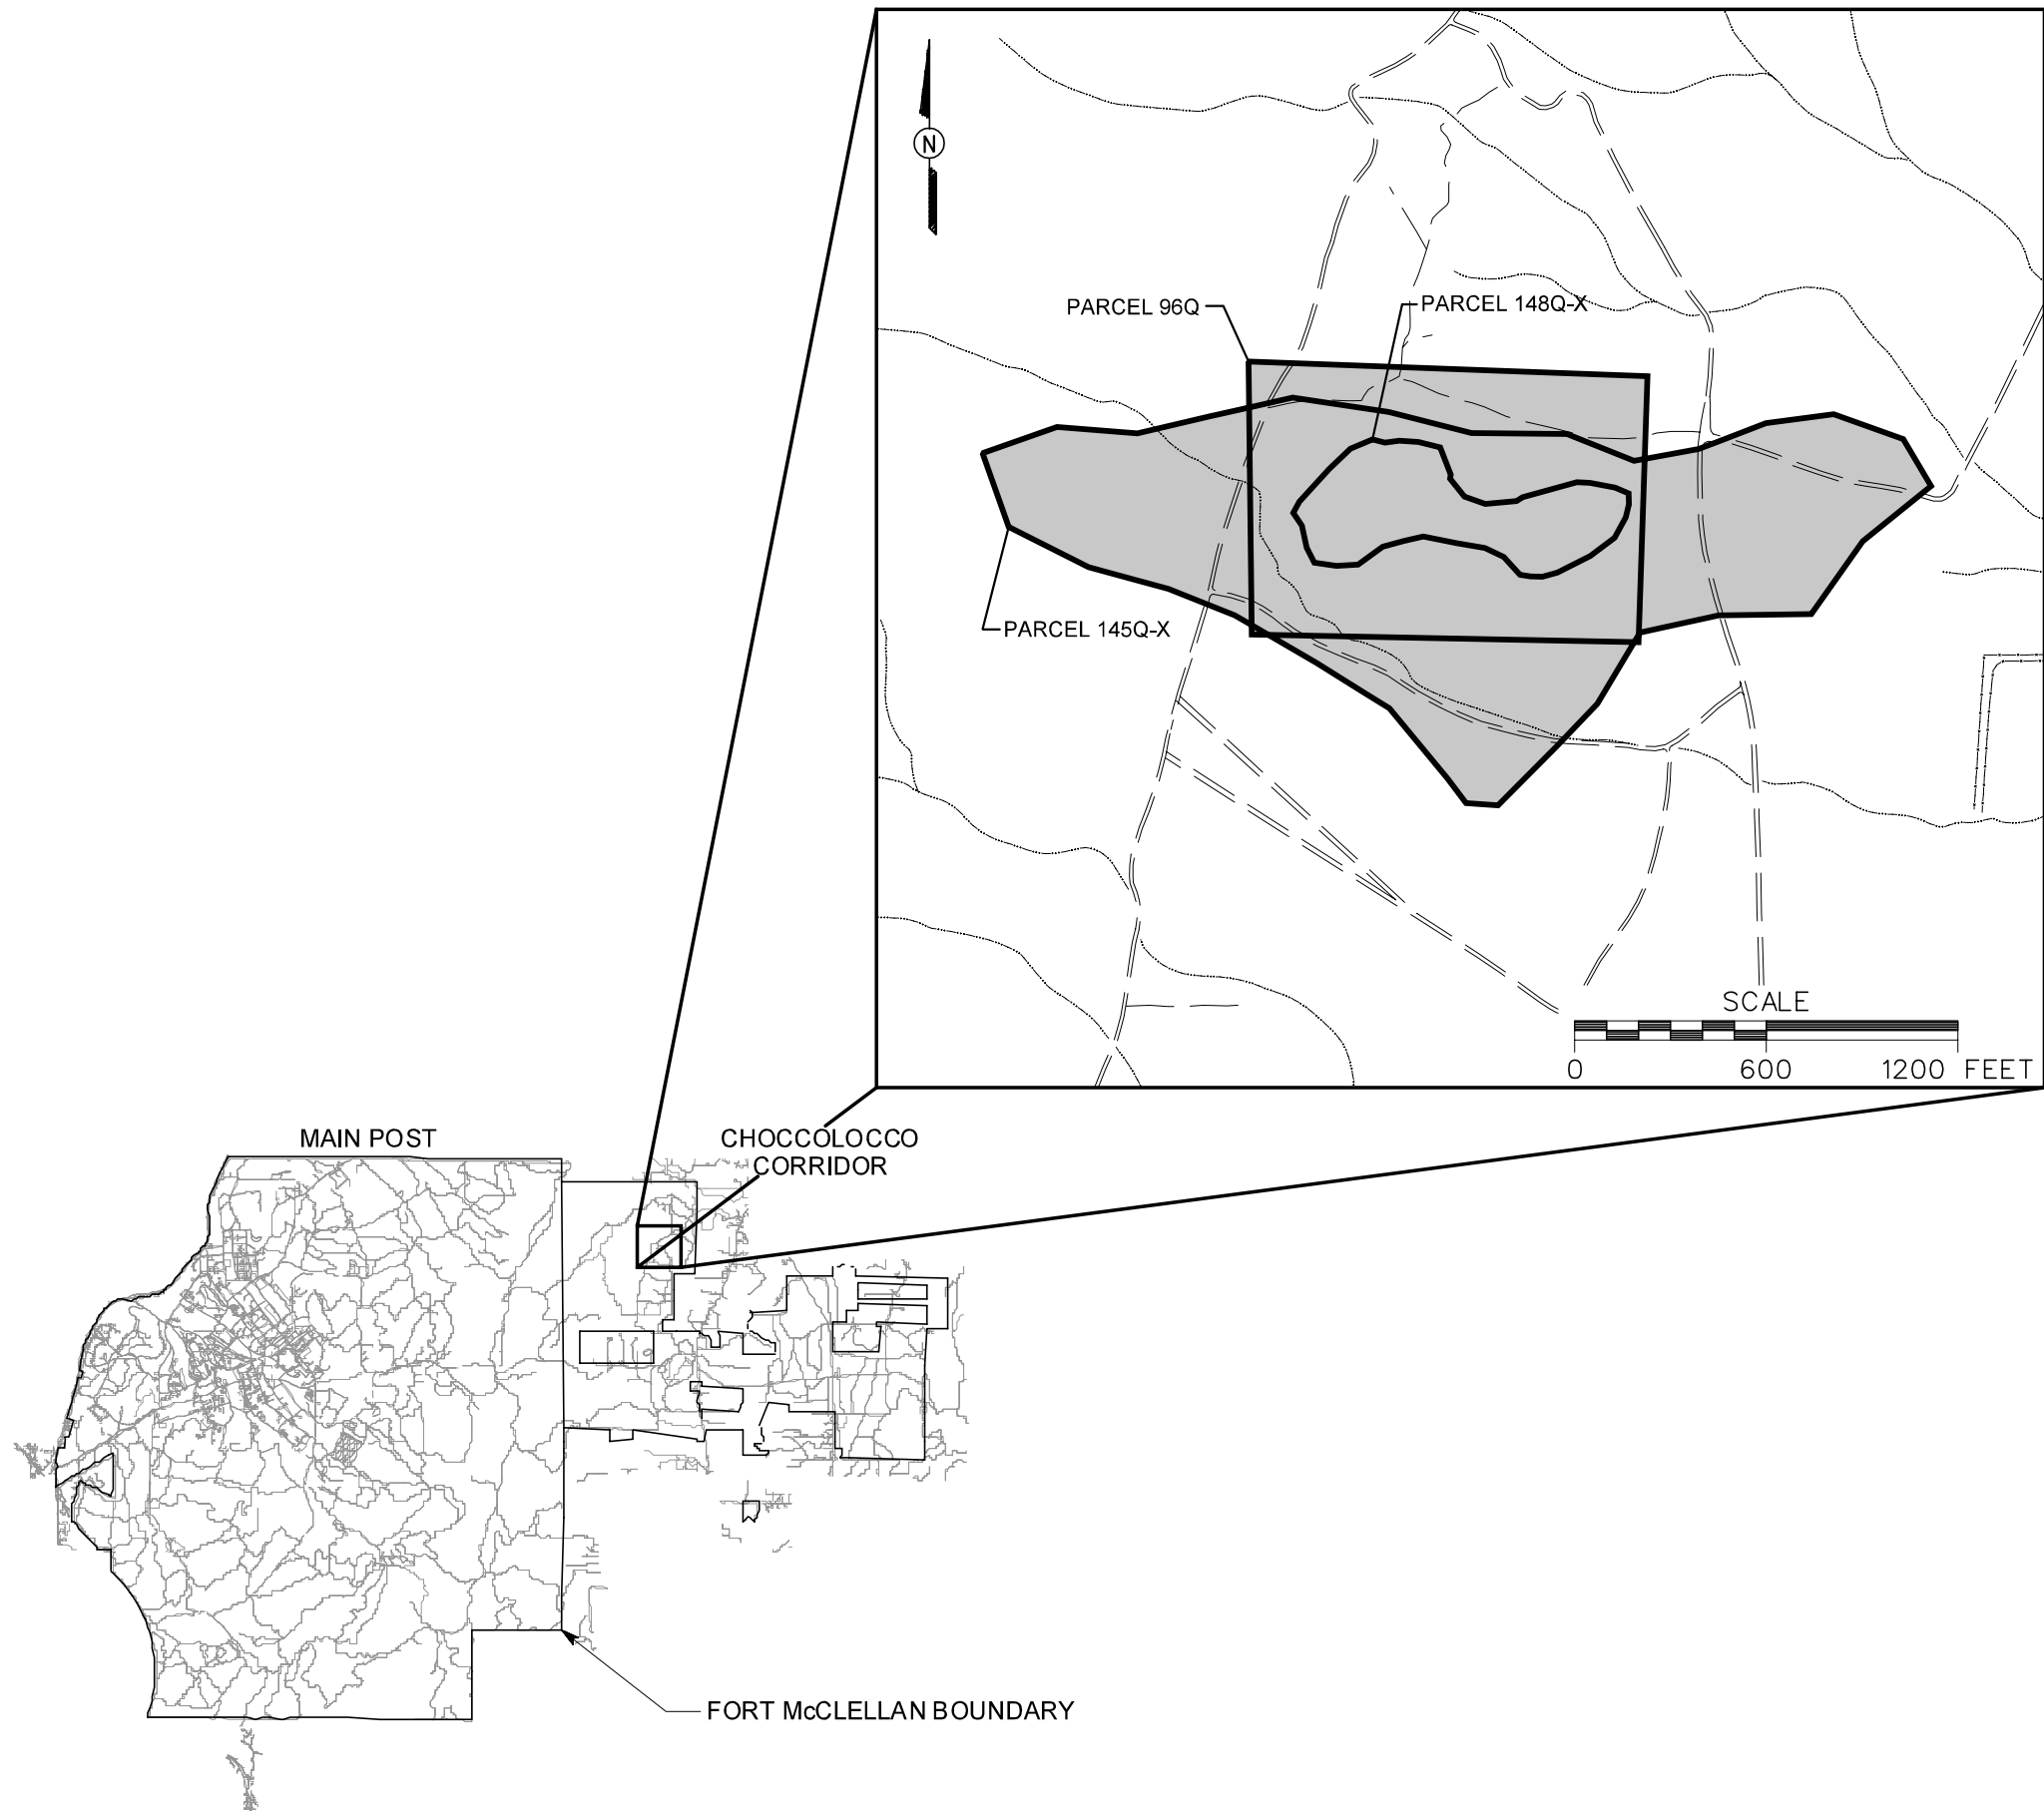 N
PARCEL 96Q
PARCEL 148Q-X
PARCEL 145Q-X
SCALE
0 600 1200 FEET
MAIN POST
CHOCCOLOCCO
CORRIDOR
FORT McCLELLAN BOUNDARY